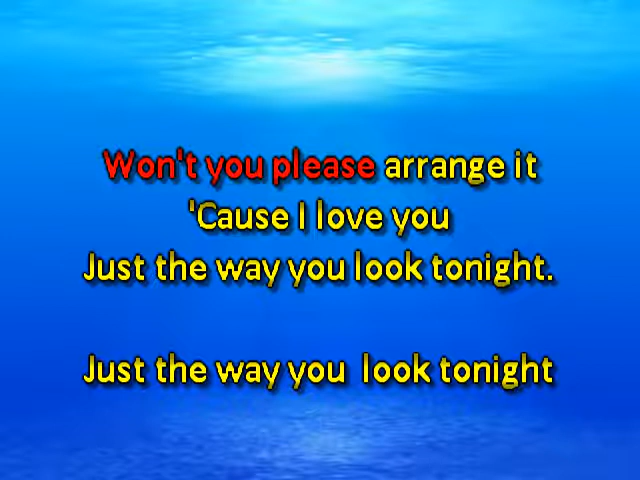 Won't you please arrange it
'Cause I love you
Just the way you look tonight.
Just the way you  look tonight